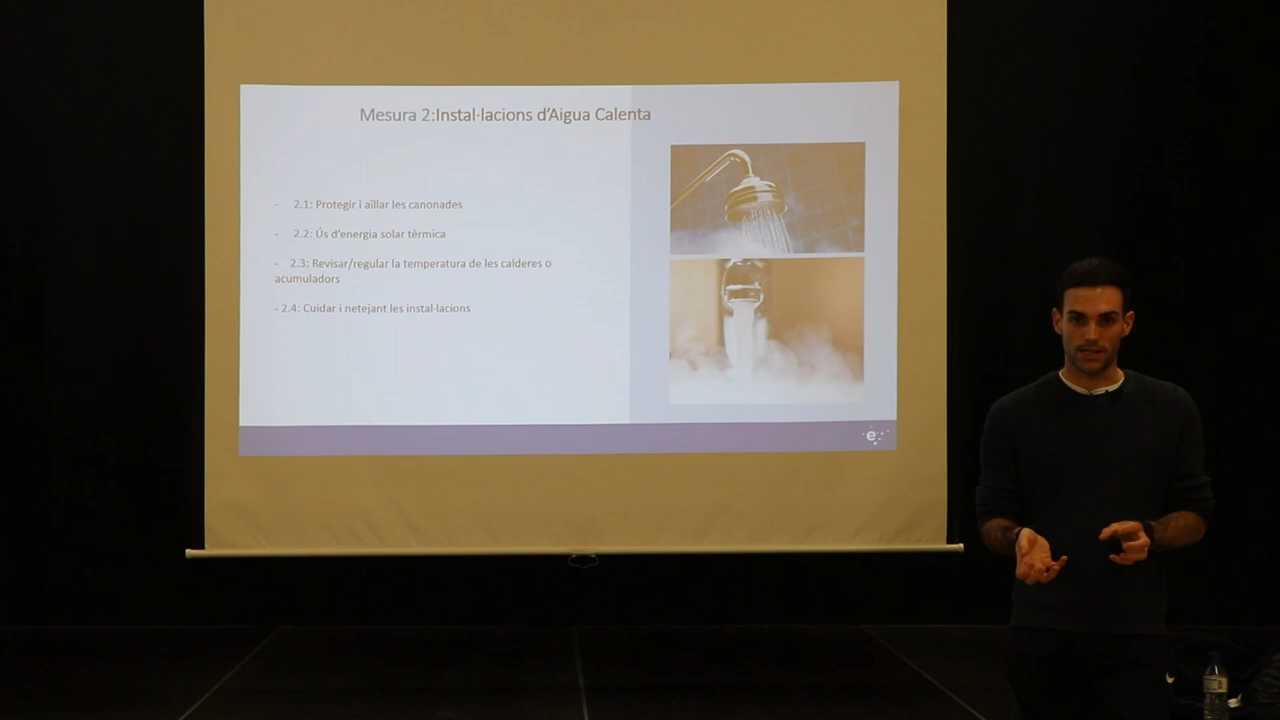 Mesura 2:Instal·lacions d'Aigua Calenta
- 2.1: Protegir i aïllar les canonades
- 2.2: Ús d'energia solar tèrmica
- 2.3: Revisar/regular la temperatura de les calderes o
acumuladors
- 2.4: Cuidar i netejant les instal·lacions
e